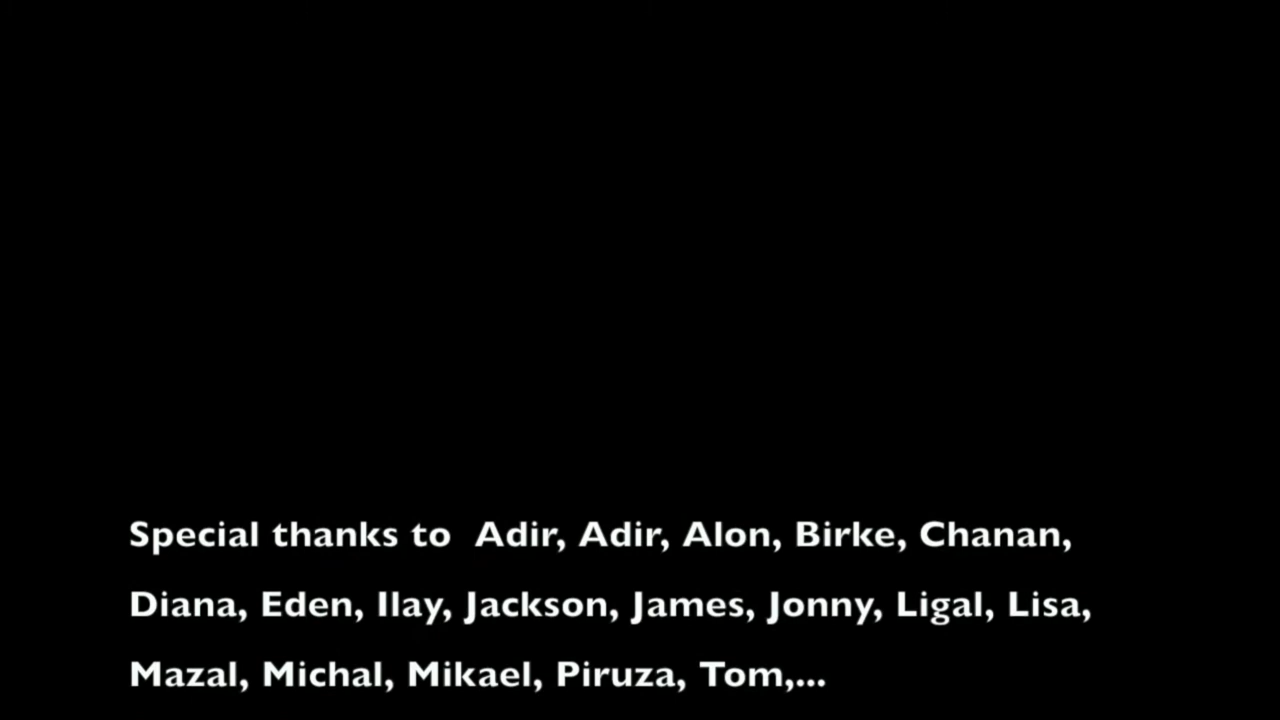 Special thanks to  Adir, Adir, Alon, Birke, Chanan,
Diana, Eden, Ilay, Jackson, James, Jonny, Ligal, Lisa,
Mazal, Michal, Mikael, Piruza, Tom,...